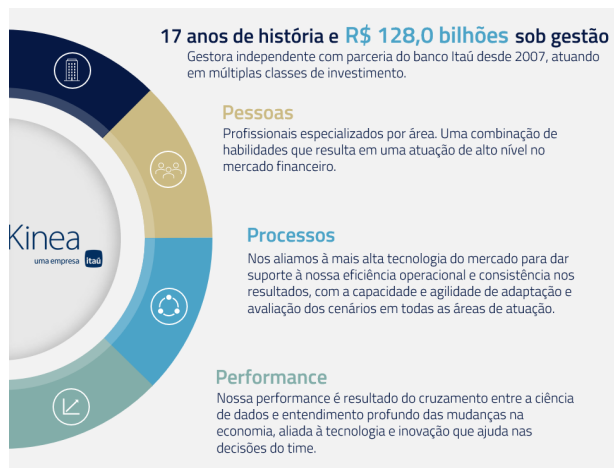 17 anos de história e R$ 128,0 bilhões sob gestão
Gestora independente com parceria do banco Itaú desde 2007, atuando
em múltiplas classes de investimento.
Pessoas
Profissionais especializados por área. Uma combinação de
habilidades que resulta em uma atuação de alto nível no
mercado financeiro.
Kinea
uma empresa itaú
Processos
Nos aliamos à mais alta tecnologia do mercado para dar
suporte à nossa eficiência operacional e consistência nos
resultados, com a capacidade e agilidade de adaptação e
avaliação dos cenários em todas as áreas de atuação.
Performance
Nossa performance é resultado do cruzamento entre a ciência
de dados e entendimento profundo das mudanças na
economia, aliada à tecnologia e inovação que ajuda nas
decisões do time.